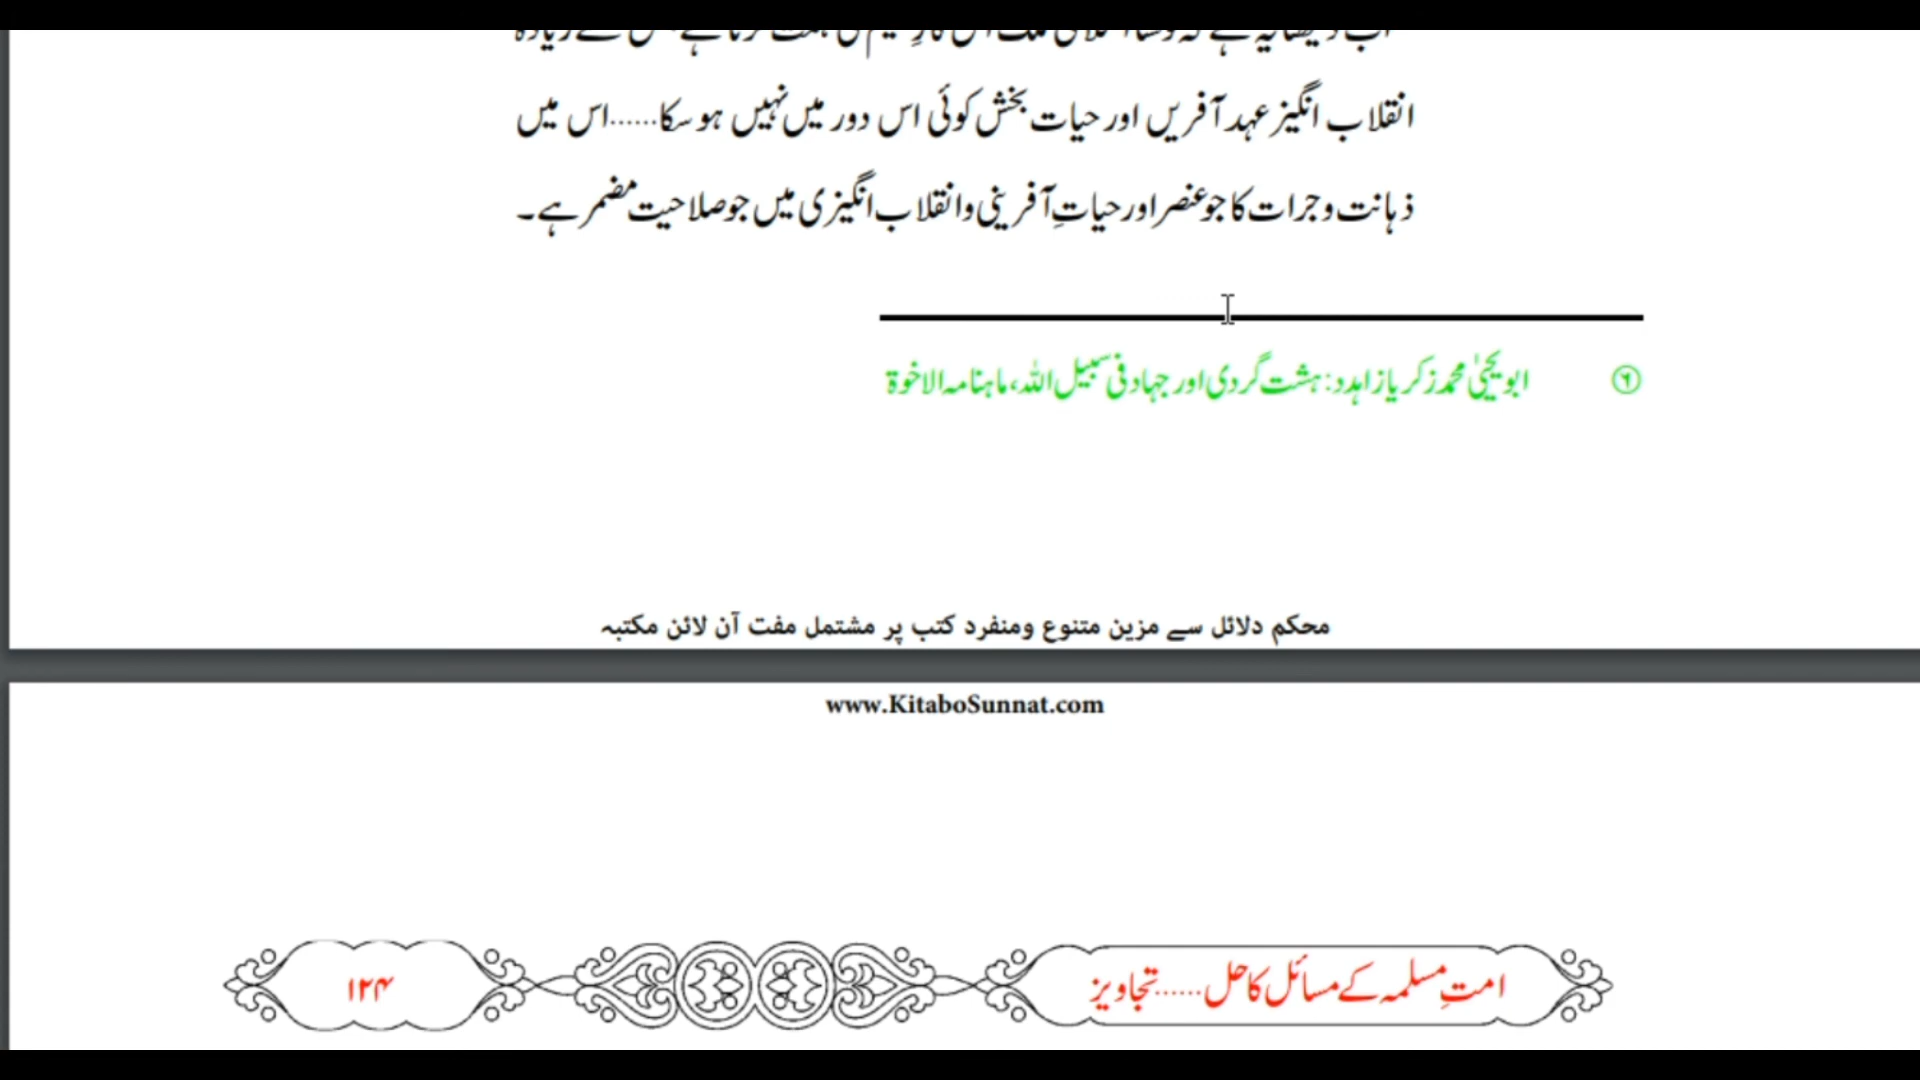 انقلاب انگیز عہد آفریں اور حیات بخش کوئی اس دور میں نہیں ہو سکا......اس میں
ذہانت وجرات کا جو عنصر اور حیاتِ آفرینی وانقلاب انگیزی میں جو صلاحیت مضمر ہے۔
ابو یحییٰ محمد زکریا زاہد: ہشت گردی اور جہاد فی سبیل اللہ، ماہنامہ الاخوة
محکم دلائل سے مزین متنوع ومنفرد کتب پر مشتمل مفت آن لائن مکتبہ
www.KitaboSunnat.com
امتِ مسلمہ کے مسائل کا حل......تجاویز
۱۲۴